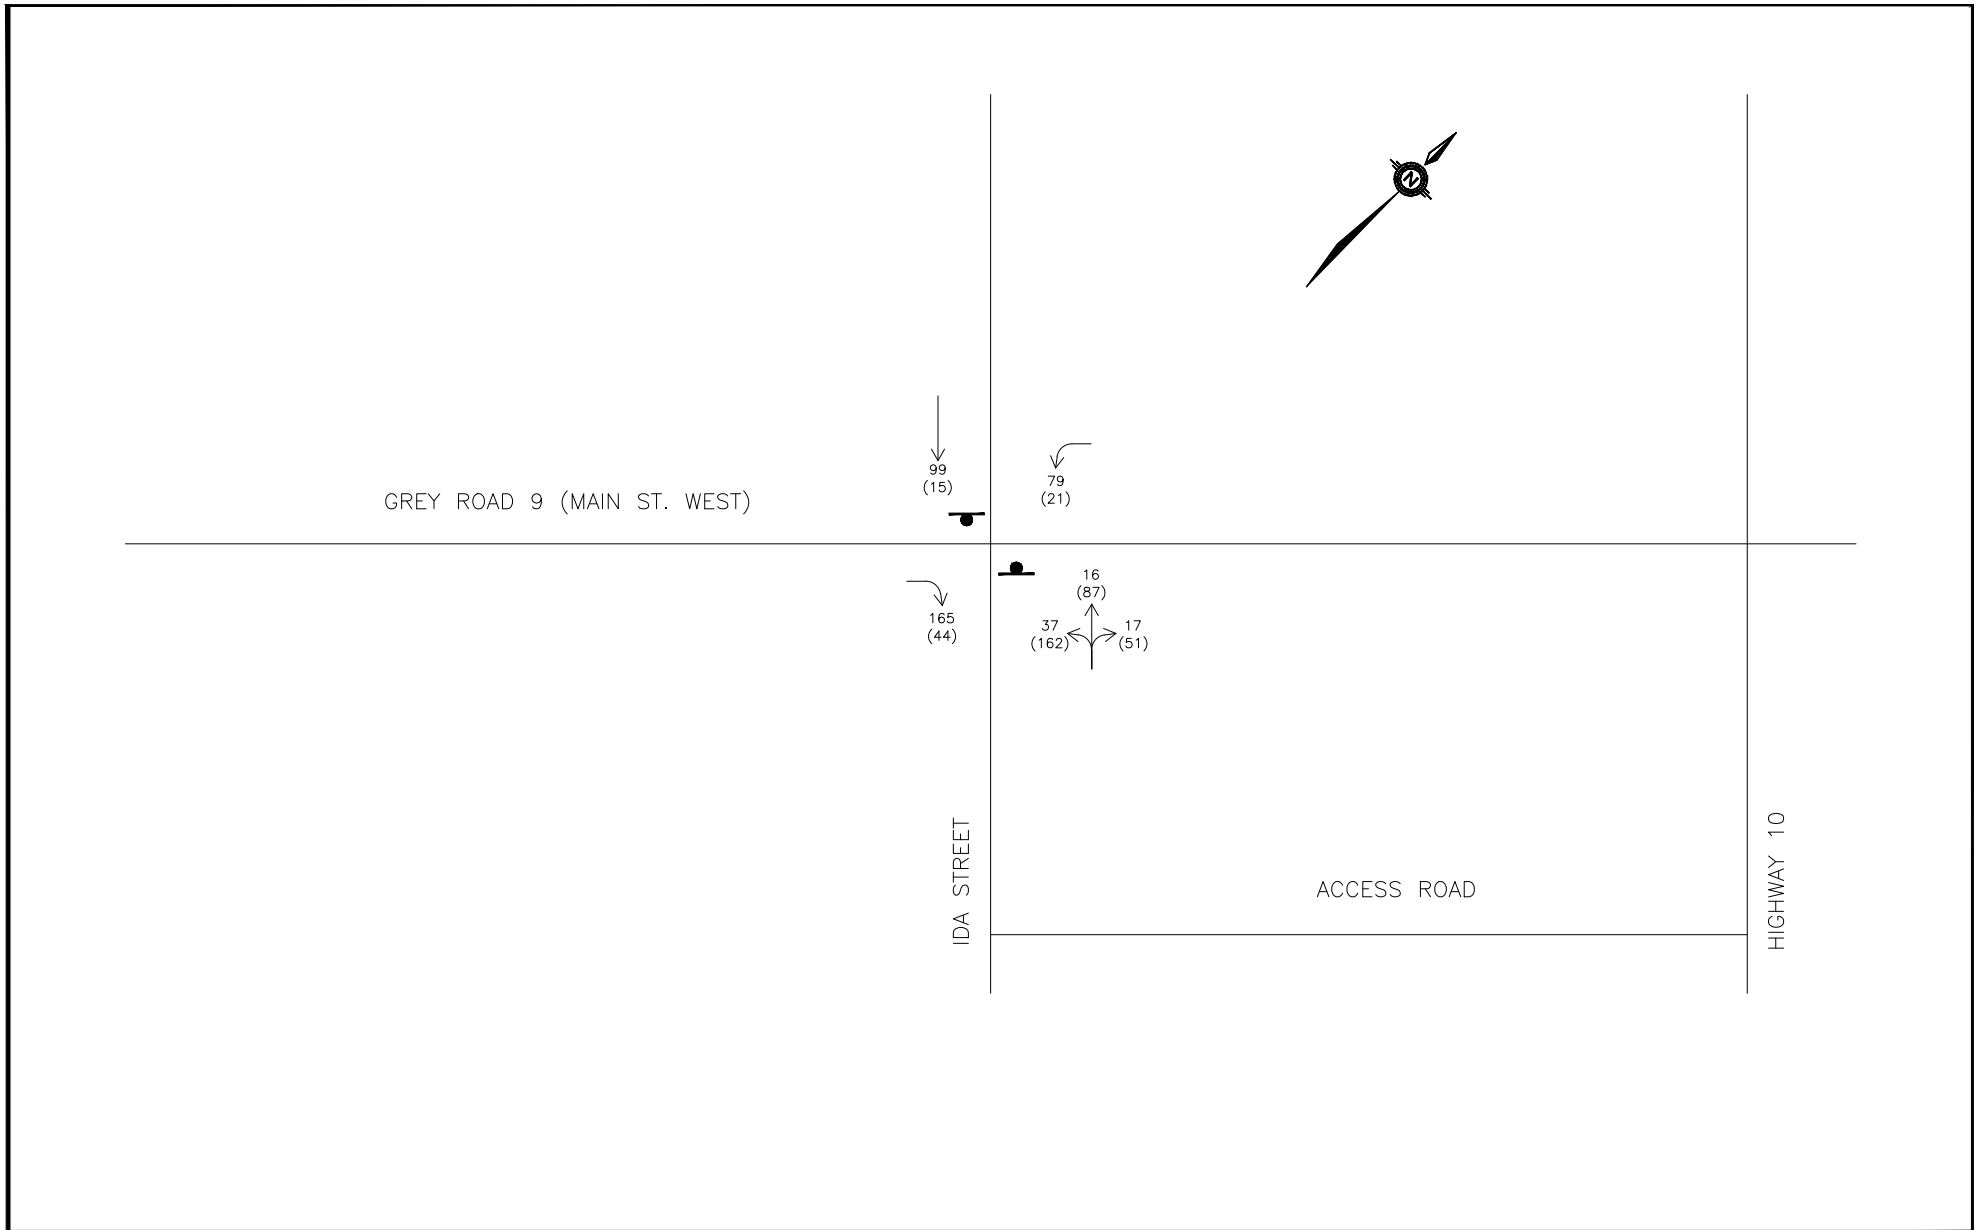 N
99
(15)
79
(21)
GREY ROAD 9 (MAIN ST. WEST)
16
(87)
165
(44)
37
(162)
17
(51)
IDA STREET
ACCESS ROAD
HIGHWAY 10